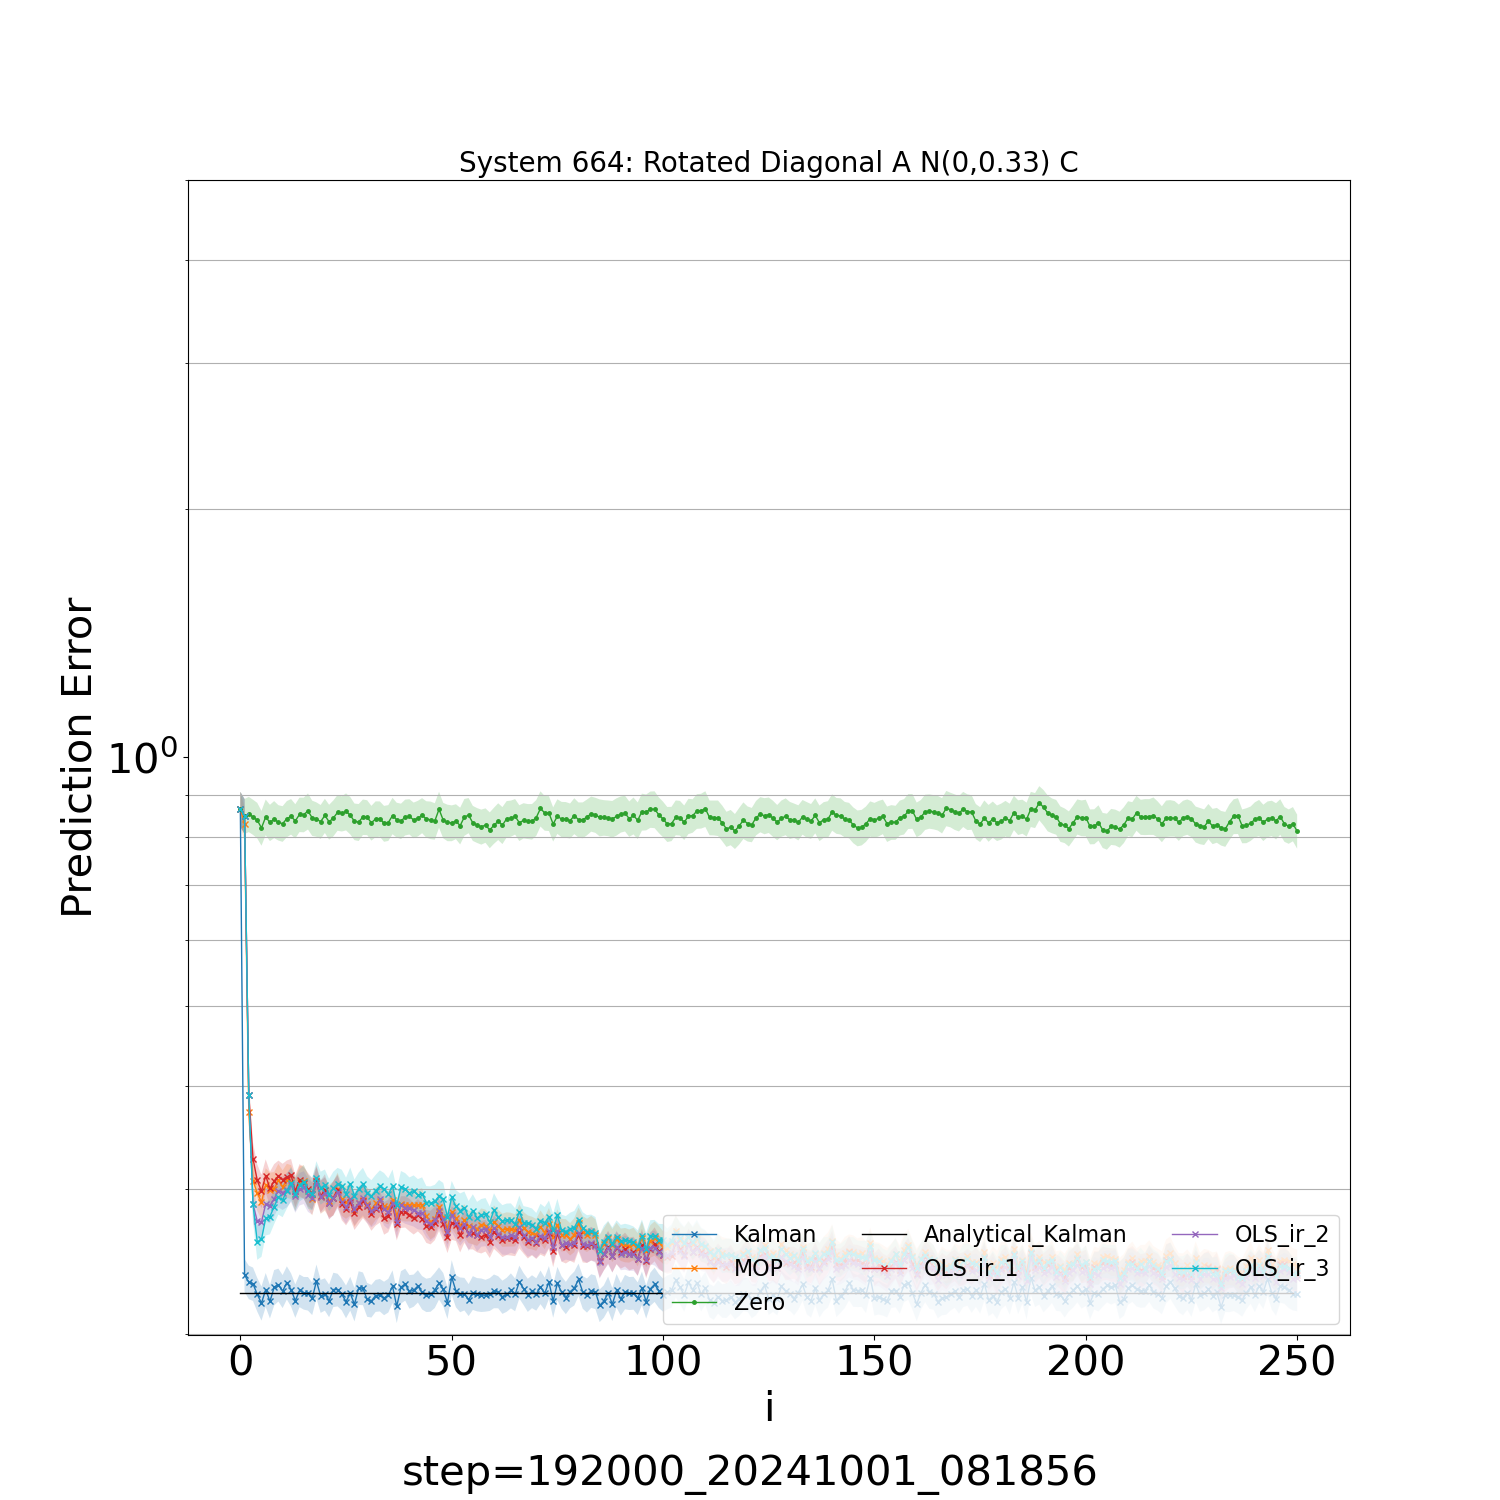 System 664: Rotated Diagonal A N(0,0.33) C
Prediction Error
10⁰
Kalman
MOP
Zero
Analytical_Kalman
OLS_ir_1
OLS_ir_2
OLS_ir_3
0 50 100 150 200 250
i
step=192000_20241001_081856